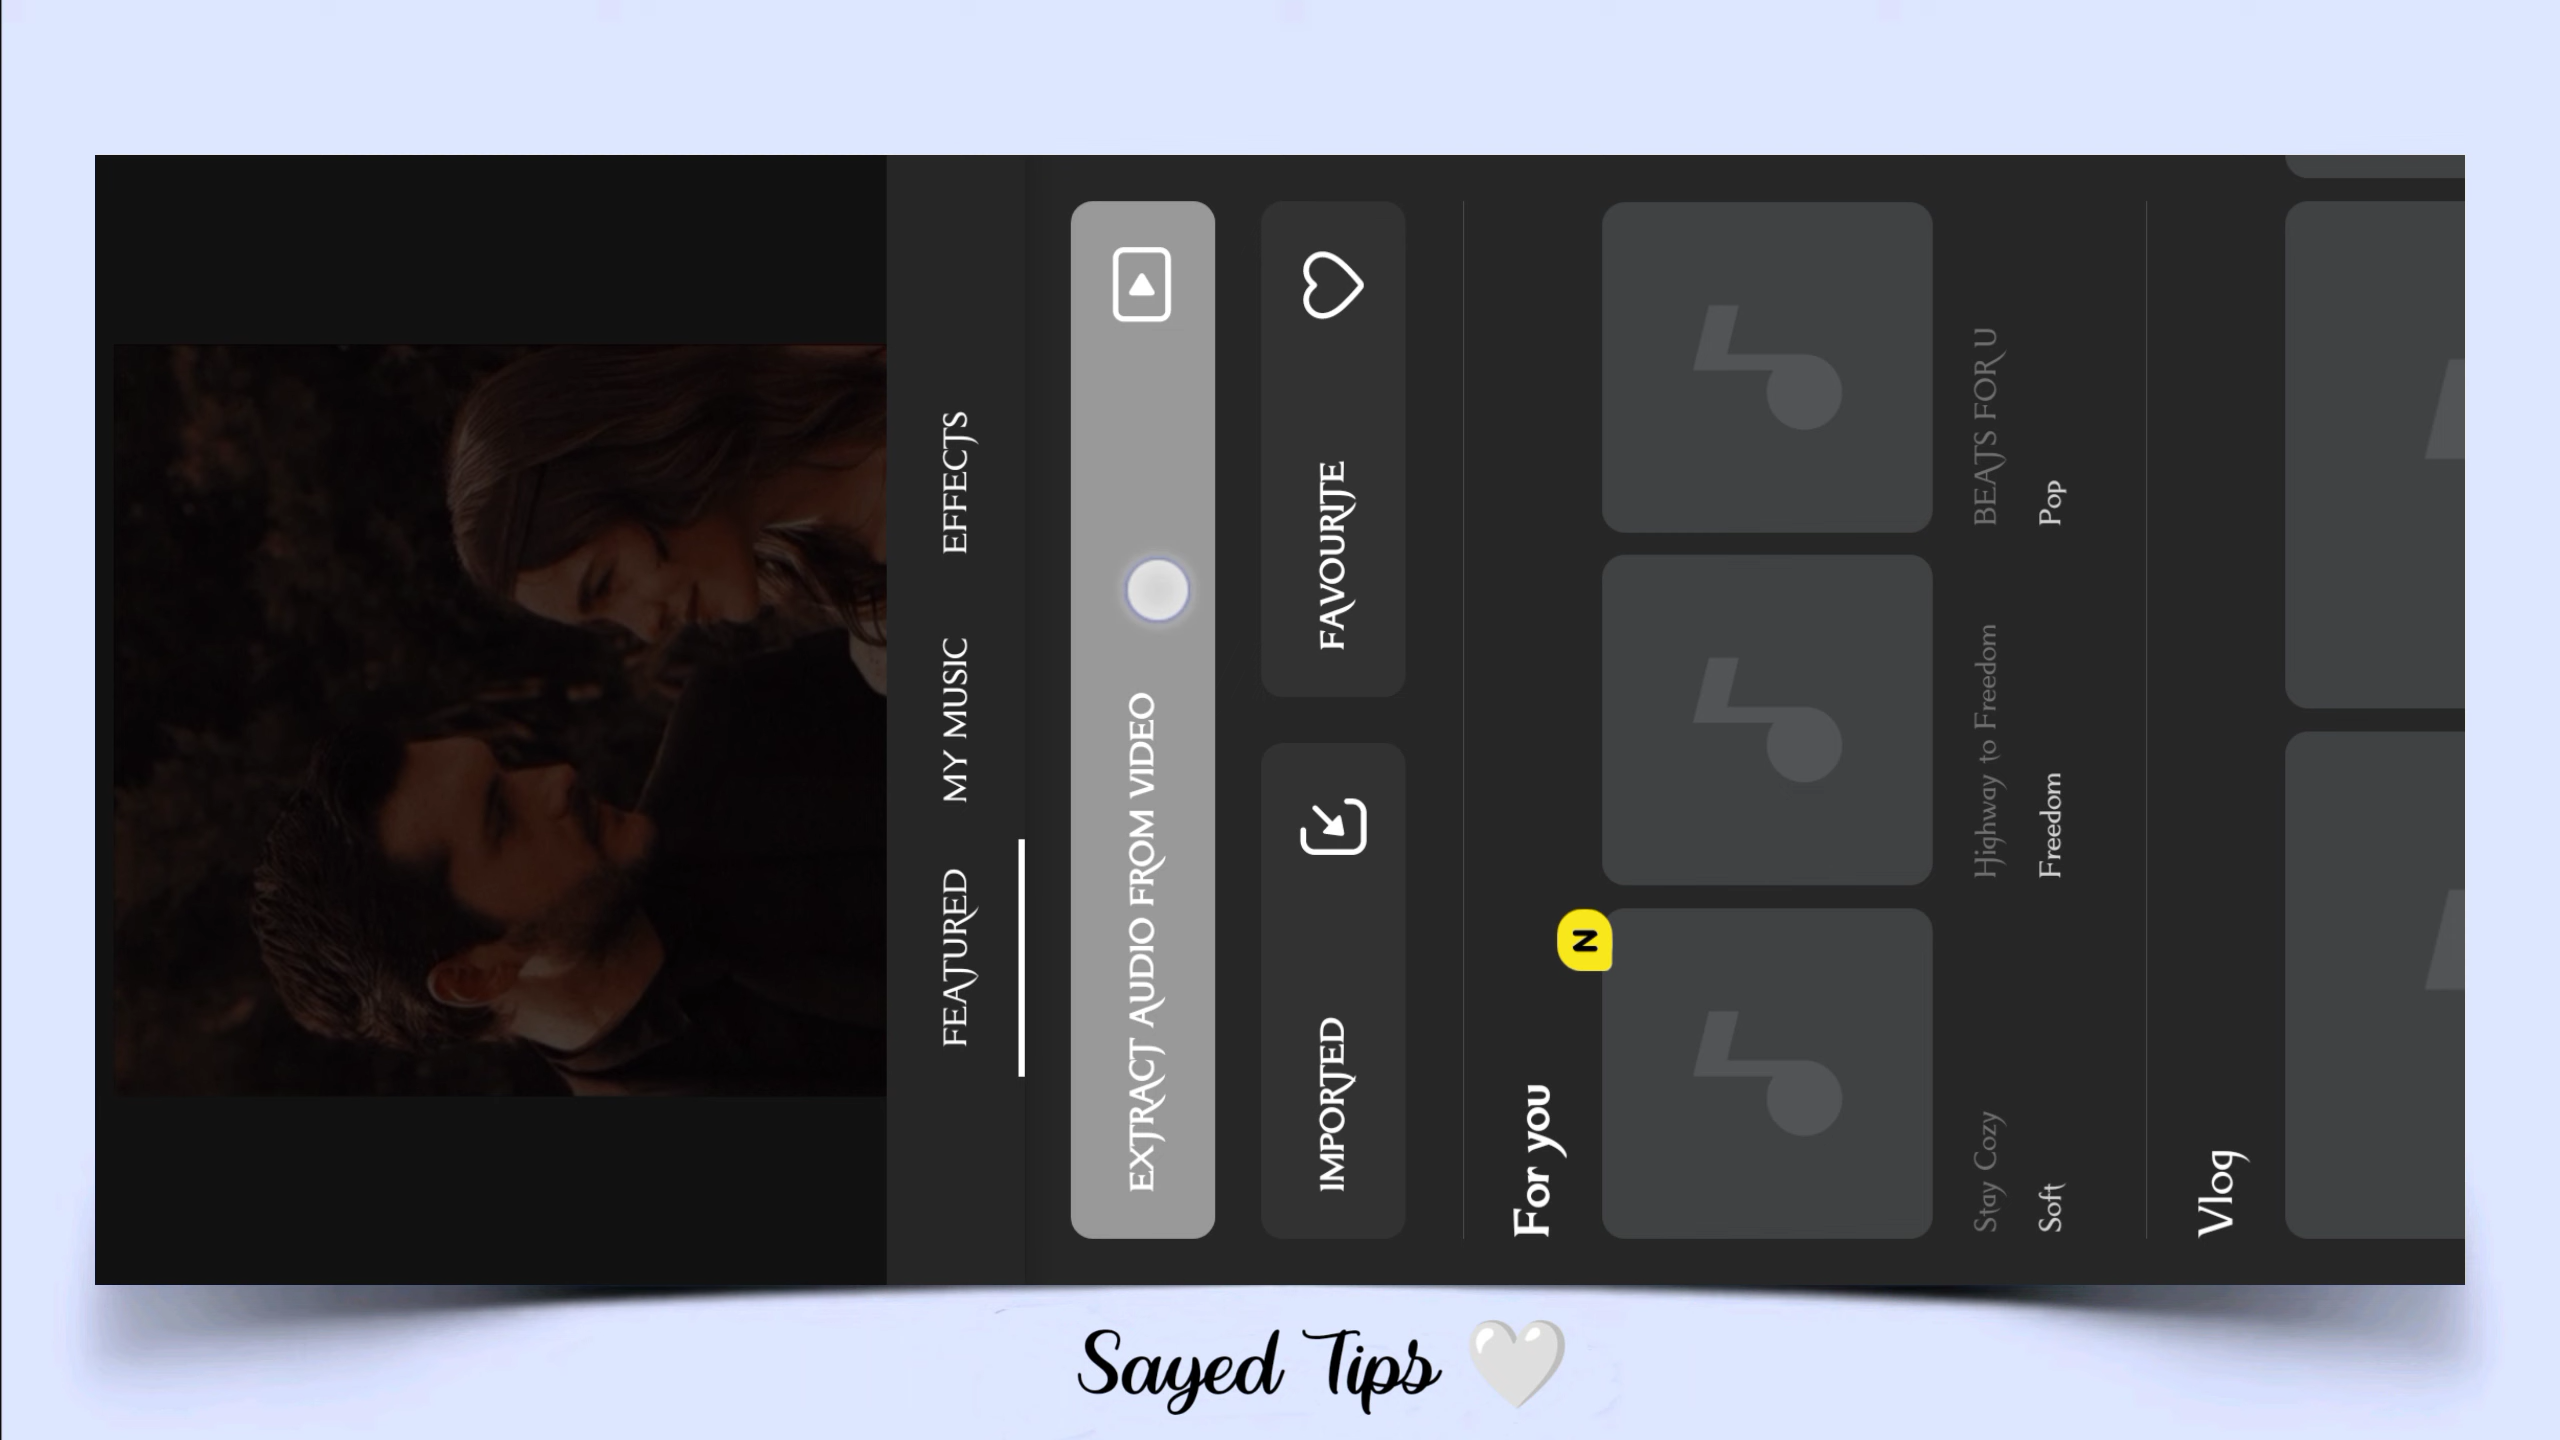 FEATURED MY MUSIC EFFECTS
EXTRACT AUDIO FROM VIDEO
IMPORTED
FAVOURITE
For you
N
Stay Cozy
Soft
Highway to Freedom
Freedom
BEATS FOR U
Pop
Vlog
Sayed Tips